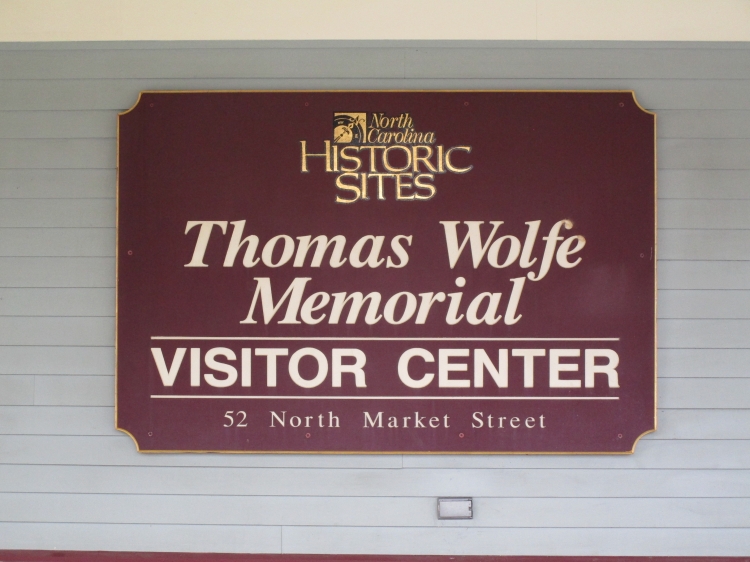 North
Carolina
HISTORIC
SITES
Thomas Wolfe
Memorial
VISITOR CENTER
52 North Market Street